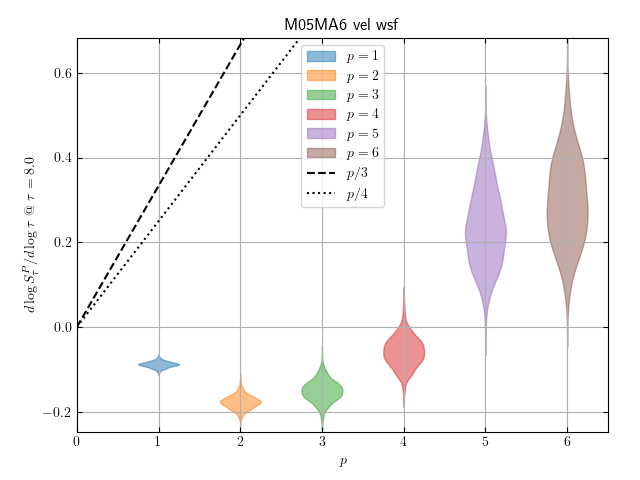 M05MA6 vel wsf
d log S_τ^P / d log τ @ τ = 8.0
0.6
0.4
0.2
0.0
−0.2
p = 1
p = 2
p = 3
p = 4
p = 5
p = 6
p/3
p/4
0 1 2 3 4 5 6
p